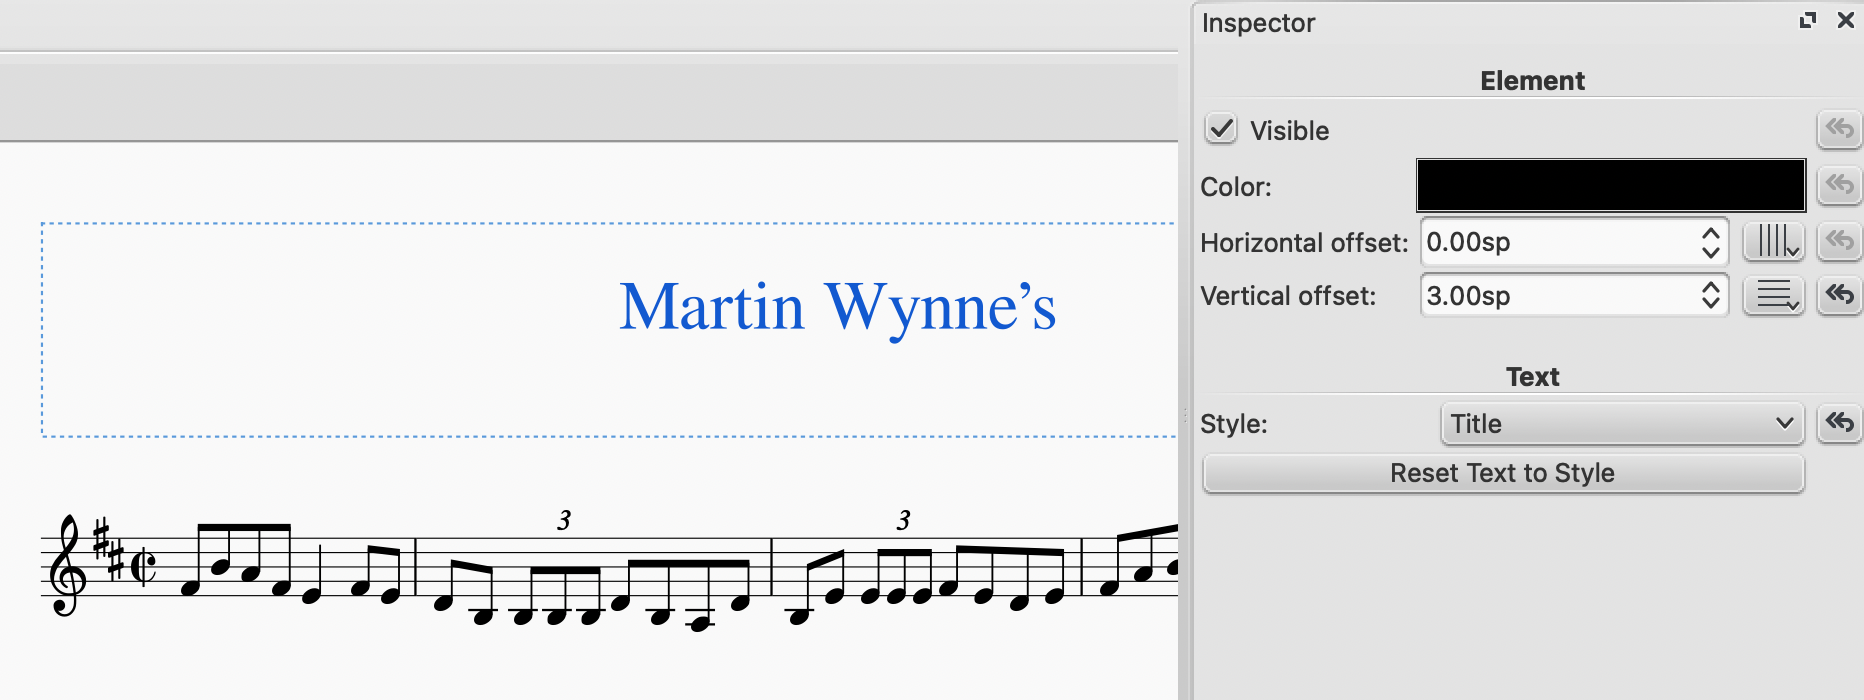 Inspector
Element
Visible
Color:
Horizontal offset: 0.00sp
Vertical offset: 3.00sp
Text
Style: Title
Reset Text to Style
Martin Wynne’s
3 3